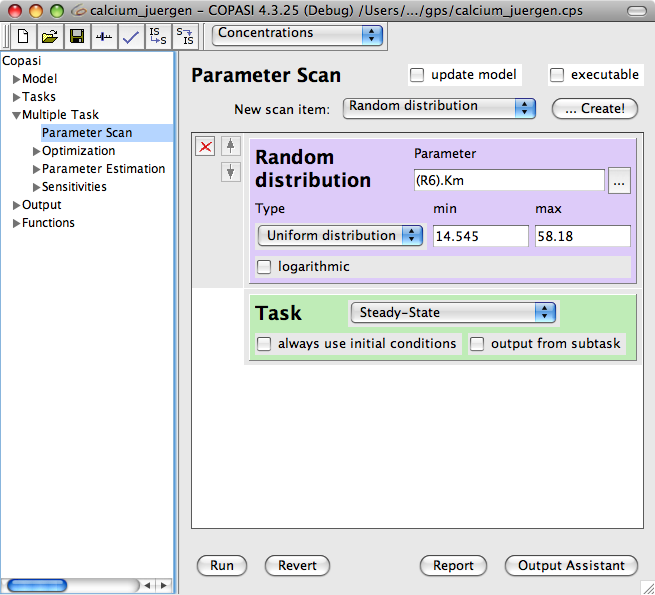 calcium_juergen - COPASI 4.3.25 (Debug) /Users/.../gps/calcium_juergen.cps
IS S S IS Concentrations
Copasi
Model
Tasks
Multiple Task
Parameter Scan
Optimization
Parameter Estimation
Sensitivities
Output
Functions
Parameter Scan update model executable
New scan item: Random distribution ... Create!
Random distribution
Parameter
(R6).Km ...
Type min max
Uniform distribution 14.545 58.18
logarithmic
Task Steady-State
always use initial conditions output from subtask
Run Revert Report Output Assistant